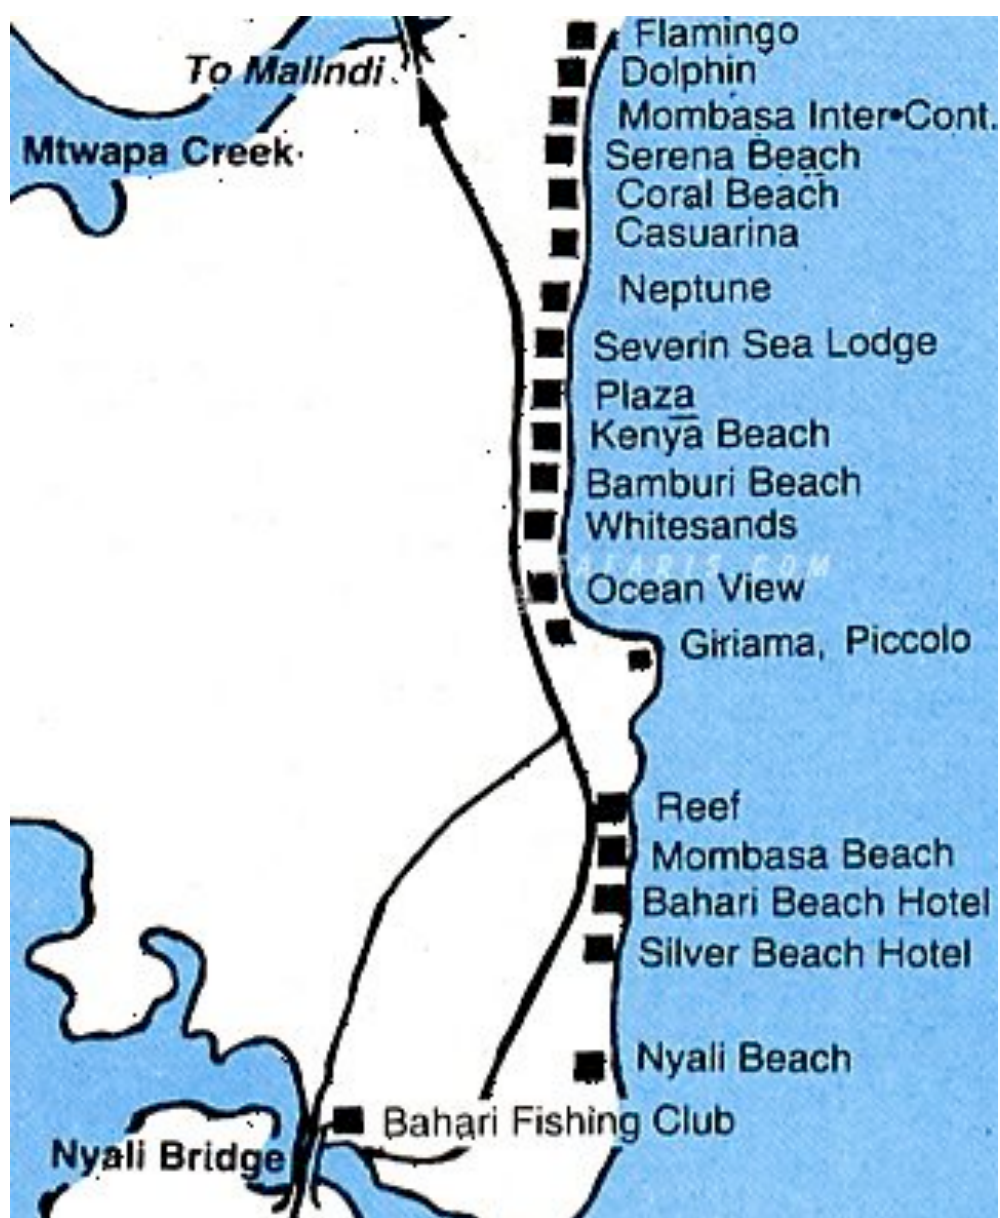 Flamingo
To Malindi
Dolphin
Mombasa Inter•Cont.
Mtwapa Creek
Serena Beach
Coral Beach
Casuarina
Neptune
Severin Sea Lodge
Plaza
Kenya Beach
Bamburi Beach
Whitesands
Ocean View
Giriama, Piccolo
Reef
Mombasa Beach
Bahari Beach Hotel
Silver Beach Hotel
Nyali Beach
Bahari Fishing Club
Nyali Bridge